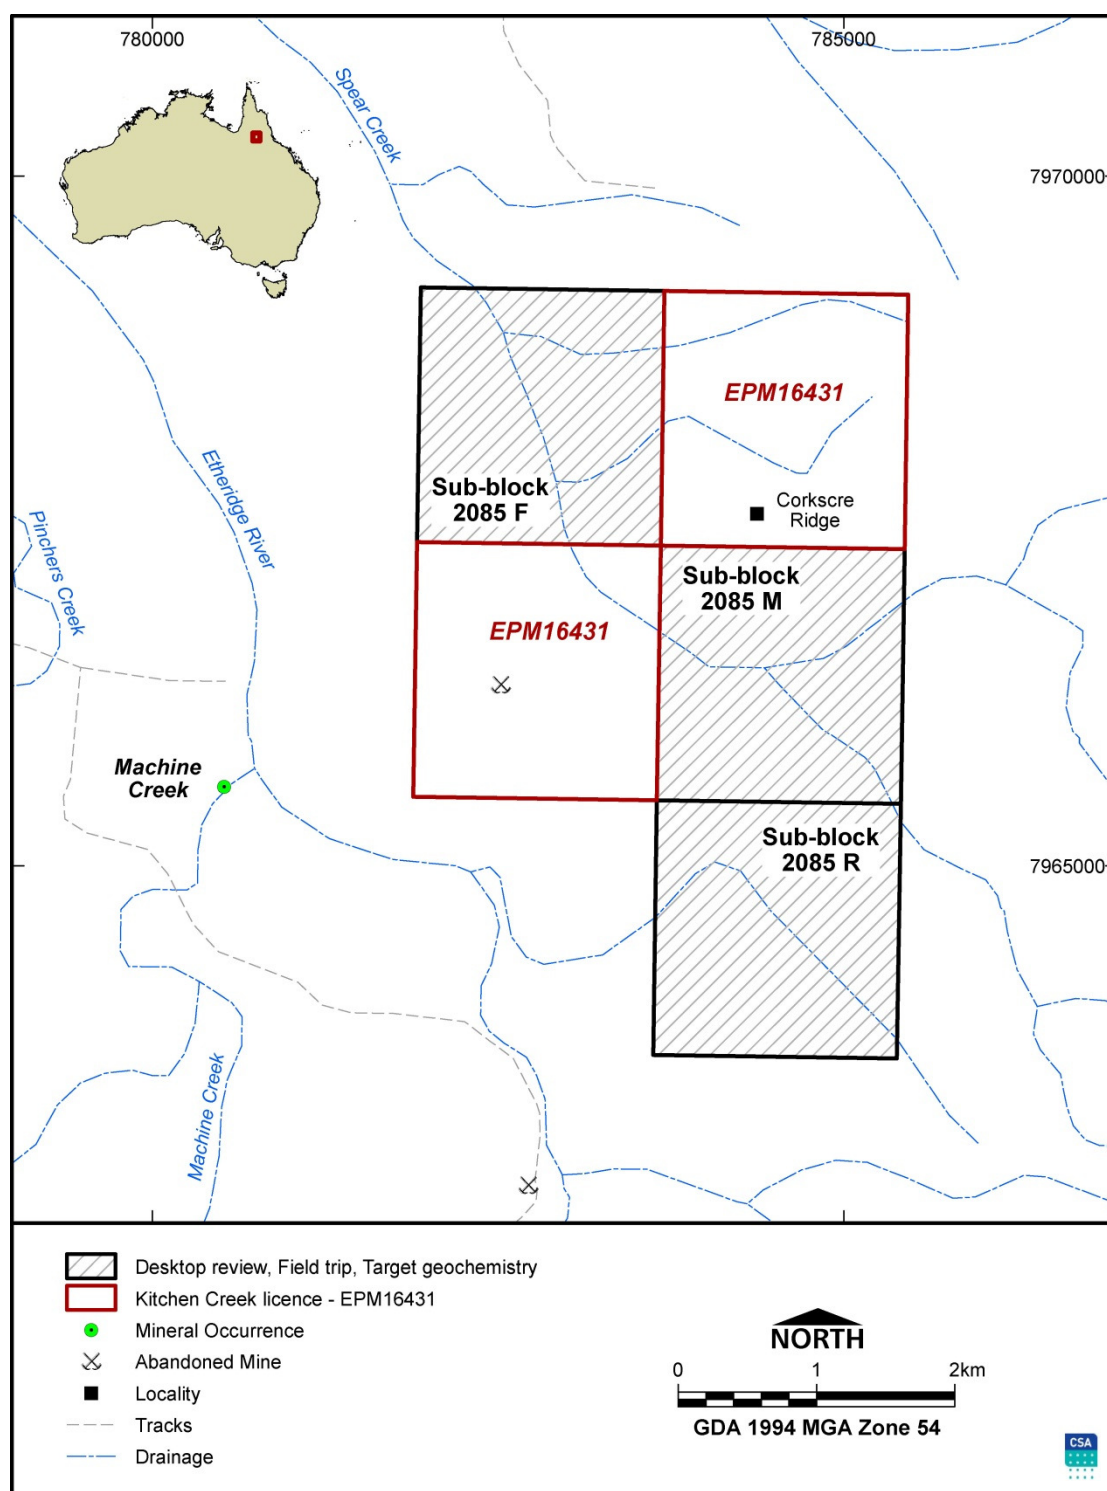 780000
785000
Spear Creek
7970000
EPM16431
Etheridge River
Sub-block
2085 F
Corkscre
Ridge
Pinchers Creek
Sub-block
2085 M
EPM16431
Machine
Creek
Sub-block
2085 R
7965000
Machine Creek
Desktop review, Field trip, Target geochemistry
Kitchen Creek licence - EPM16431
Mineral Occurrence
Abandoned Mine
Locality
Tracks
Drainage
NORTH
0 1 2km
GDA 1994 MGA Zone 54
CSA